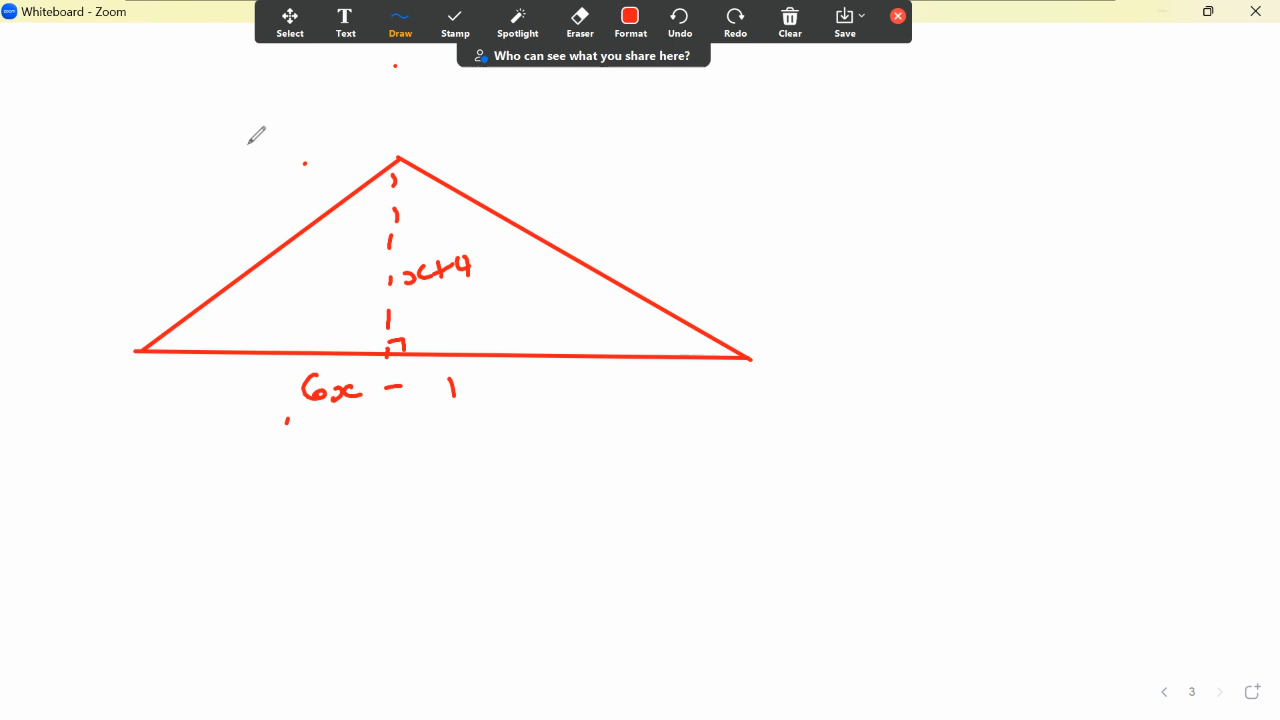 Whiteboard - Zoom
Select Text Draw Stamp Spotlight Eraser Format Undo Redo Clear Save
Who can see what you share here?
x+4
6x - 1
3